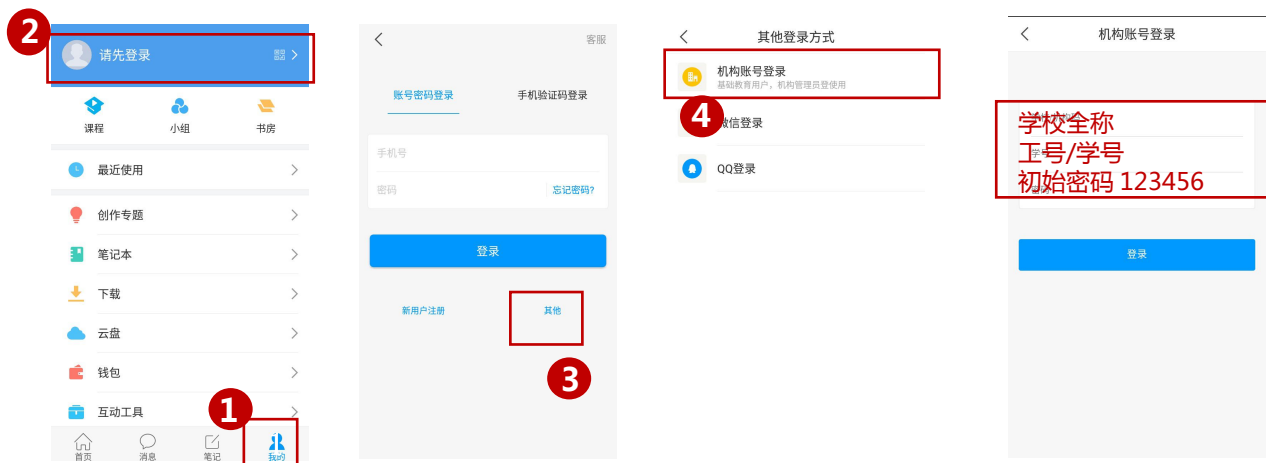 2
请先登录
课程
小组
书房
最近使用
创作专题
笔记本
下载
云盘
钱包
互动工具
1
首页
消息
笔记
我的
客服
账号密码登录
手机验证码登录
手机号
密码
忘记密码?
登录
新用户注册
其他
3
其他登录方式
机构账号登录
基础教育用户，机构管理员登使用
4
微信登录
QQ登录
机构账号登录
学校全称
工号/学号
初始密码 123456
登录